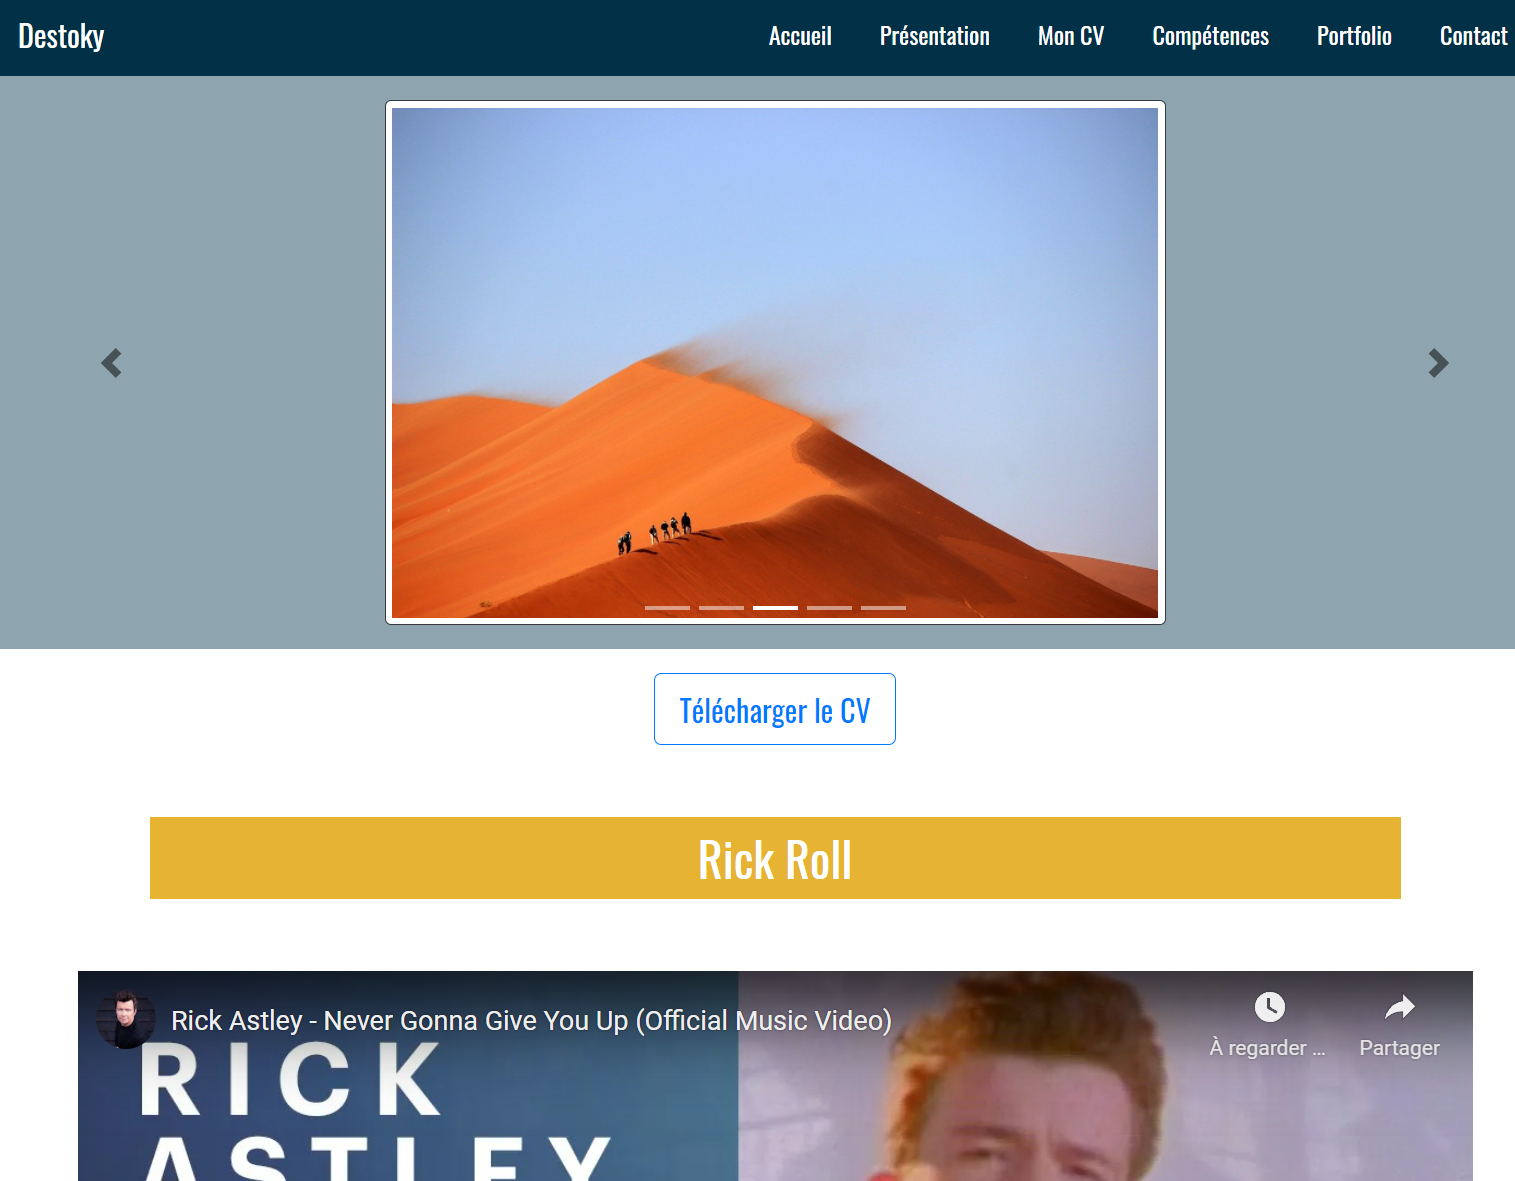 Destoky
Accueil Présentation Mon CV Compétences Portfolio Contact
Télécharger le CV
Rick Roll
Rick Astley - Never Gonna Give You Up (Official Music Video)
À regarder ...
Partager
RICK
ASTLEY